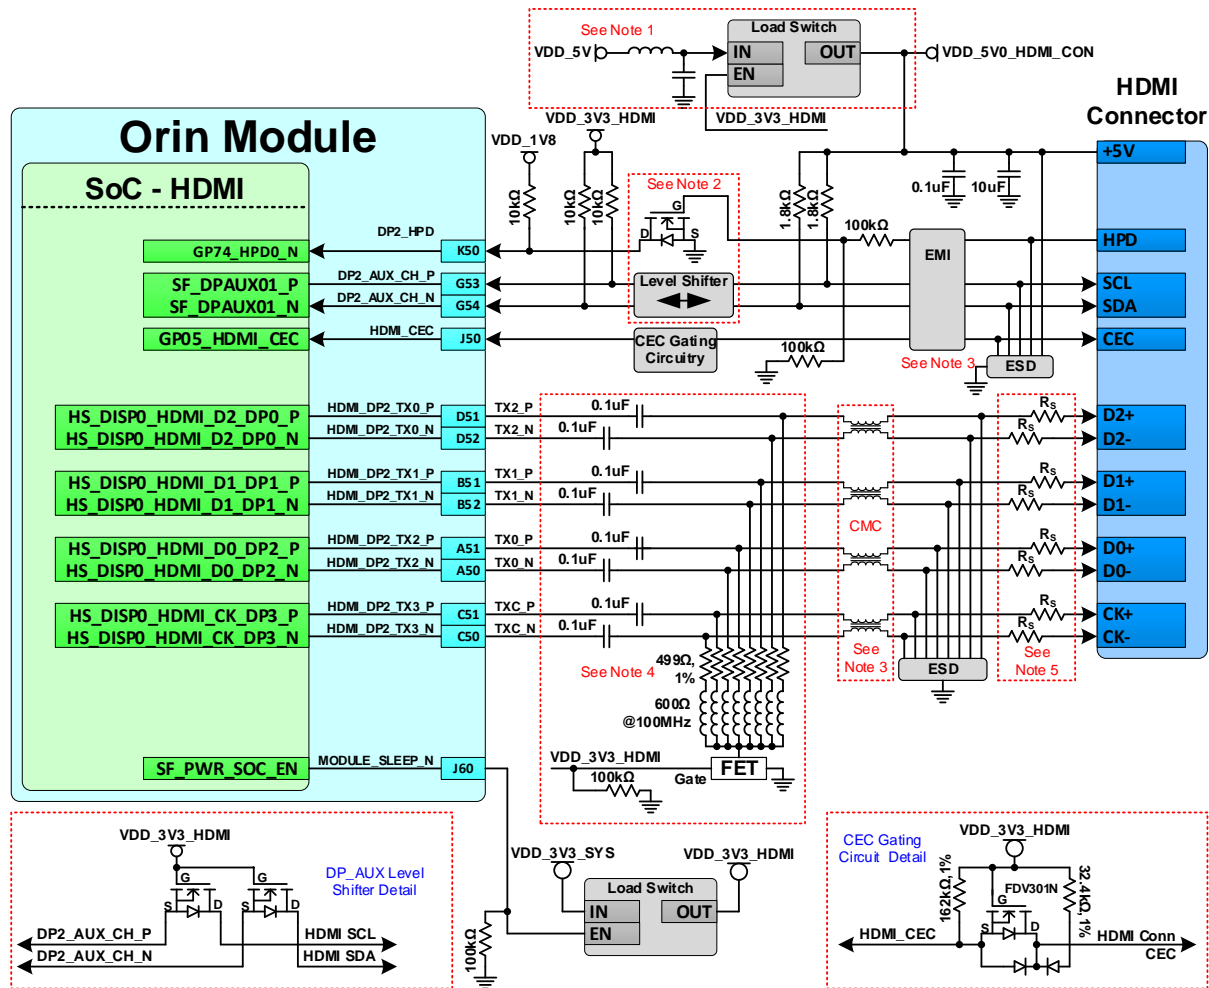 See Note 1
Load Switch
VDD_5V
IN
OUT
EN
VDD_5V0_HDMI_CON
VDD_3V3_HDMI
HDMI
Connector
Orin Module
SoC - HDMI
VDD_1V8
VDD_3V3_HDMI
10kΩ
10kΩ
10kΩ
See Note 2
G
D
S
1.8kΩ
1.8kΩ
0.1uF
10uF
+5V
100kΩ
EMI
HPD
DP2_HPD
GP74_HPD0_N
K50
SF_DPAUX01_P
DP2_AUX_CH_P
G53
Level Shifter
SCL
SF_DPAUX01_N
DP2_AUX_CH_N
G54
SDA
GP05_HDMI_CEC
HDMI_CEC
J50
CEC Gating
Circuitry
100kΩ
CEC
See Note 3
ESD
HS_DISP0_HDMI_D2_DP0_P
HDMI_DP2_TX0_P
D51
TX2_P
0.1uF
RS
D2+
HS_DISP0_HDMI_D2_DP0_N
HDMI_DP2_TX0_N
D52
TX2_N
0.1uF
RS
D2-
HS_DISP0_HDMI_D1_DP1_P
HDMI_DP2_TX1_P
B51
TX1_P
0.1uF
RS
D1+
HS_DISP0_HDMI_D1_DP1_N
HDMI_DP2_TX1_N
B52
TX1_N
0.1uF
RS
D1-
CMC
HS_DISP0_HDMI_D0_DP2_P
HDMI_DP2_TX2_P
A51
TX0_P
0.1uF
RS
D0+
HS_DISP0_HDMI_D0_DP2_N
HDMI_DP2_TX2_N
A50
TX0_N
0.1uF
RS
D0-
HS_DISP0_HDMI_CK_DP3_P
HDMI_DP2_TX3_P
C51
TXC_P
0.1uF
RS
CK+
HS_DISP0_HDMI_CK_DP3_N
HDMI_DP2_TX3_N
C50
TXC_N
0.1uF
RS
CK-
See Note 4
499Ω,
1%
600Ω
@100MHz
See
Note 3
ESD
See
Note 5
VDD_3V3_HDMI
100kΩ
Gate
FET
SF_PWR_SOC_EN
MODULE_SLEEP_N
J60
VDD_3V3_HDMI
G
S
D
G
S
D
DP_AUX Level
Shifter Detail
DP2_AUX_CH_P
DP2_AUX_CH_N
HDMI SCL
HDMI SDA
VDD_3V3_SYS
VDD_3V3_HDMI
Load Switch
IN
OUT
EN
100kΩ
CEC Gating
Circuit Detail
VDD_3V3_HDMI
162kΩ, 1%
FDV301N
G
S
D
32.4kΩ, 1%
HDMI_CEC
HDMI Conn
CEC